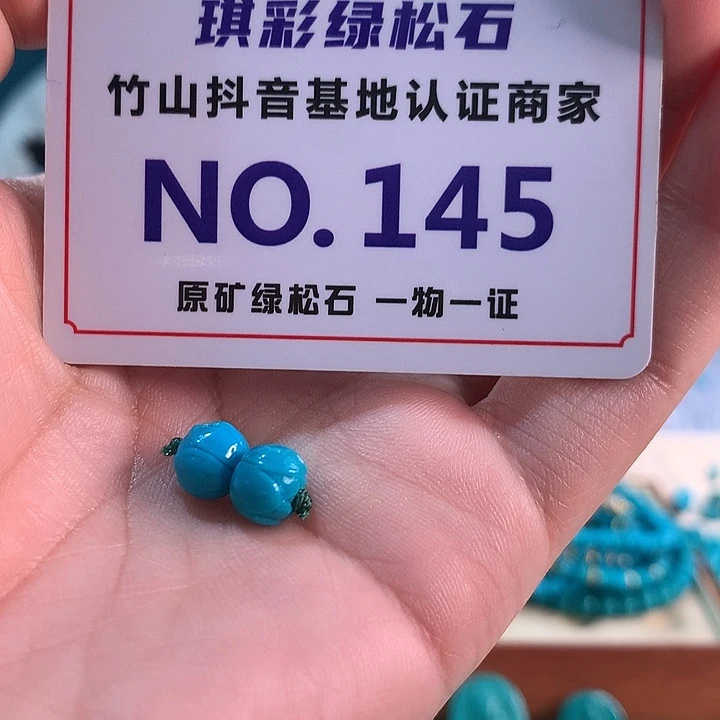 琪彩绿松石
竹山抖音基地认证商家
NO.145
原矿绿松石 一物一证